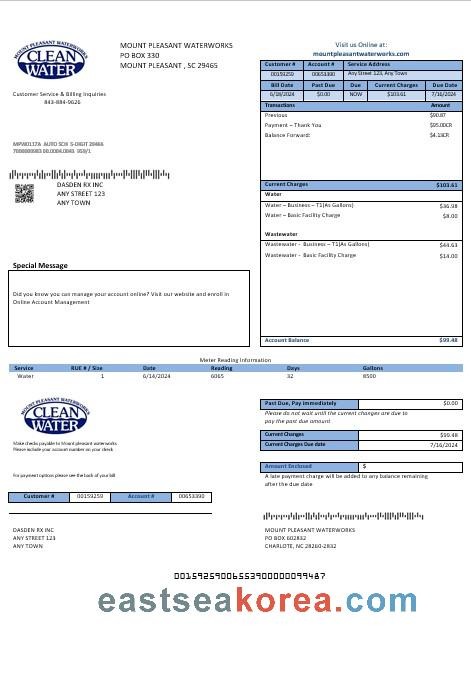 MOUNT PLEASANT WATERWORKS
CLEAN
WATER
MOUNT PLEASANT WATERWORKS
PO BOX 330
MOUNT PLEASANT , SC 29465
Customer Service & Billing Inquiries
843-884-9626
Visit us Online at:
mountpleasantwaterworks.com
Customer # Account # Service Address
00159259 00653390 Any Street 123, Any Town
Bill Date Past Due Due Current Charges Due Date
6/18/2024 $0.00 NOW $103.61 7/16/2024
Transactions Amount
Previous $90.87
Payment – Thank You $95.00CR
Balance Forward: $4.13CR
MPW0117A AUTO SCH 5-DIGIT 29464
DASDEN RX INC
ANY STREET 123
ANY TOWN
Current Charges $103.61
Water
Water – Business – T1(As Gallons) $36.98
Water – Basic Facility Charge $8.00
Wastewater
Wastewater - Business – T1(As Gallons) $44.63
Wastewater - Basic Facility Charge $14.00
Account Balance $99.48
Special Message
Did you know you can manage your account online? Visit our website and enroll in
Online Account Management
Meter Reading Information
Service RUE # / Size Date Reading Days Gallons
Water 1 6/14/2024 6065 32 8500
MOUNT PLEASANT WATERWORKS
CLEAN
WATER
Make checks payable to Mount pleasant waterworks
Please include your account number on your check
For payment options please see the back of your bill
Customer # 00159259 Account # 00653390
Past Due, Pay Immediately $0.00
Please do not wait until the current charges are due to
pay the past due amount
Current Charges $99.48
Current Charges Due date 7/16/2024
Amount Enclosed $
A late payment charge will be added to any balance remaining
after the due date
DASDEN RX INC
ANY STREET 123
ANY TOWN
MOUNT PLEASANT WATERWORKS
PO BOX 602832
CHARLOTE, NC 28260-2832
001592590065539000000099487
eastseakorea.com